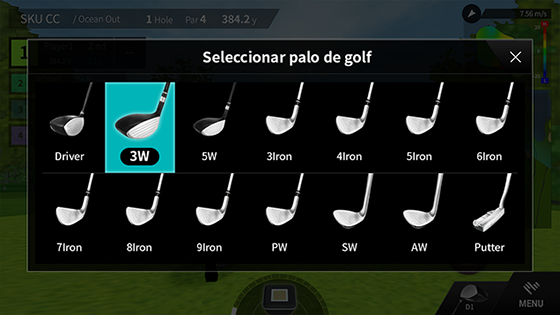 SKU CC / Ocean Out 1 Hole Par 4 384.2 y
7.56 m/s
1
Seleccionar palo de golf
Driver 3W 5W 3Iron 4Iron 5Iron 6Iron
7Iron 8Iron 9Iron PW SW AW Putter
D1 MENU